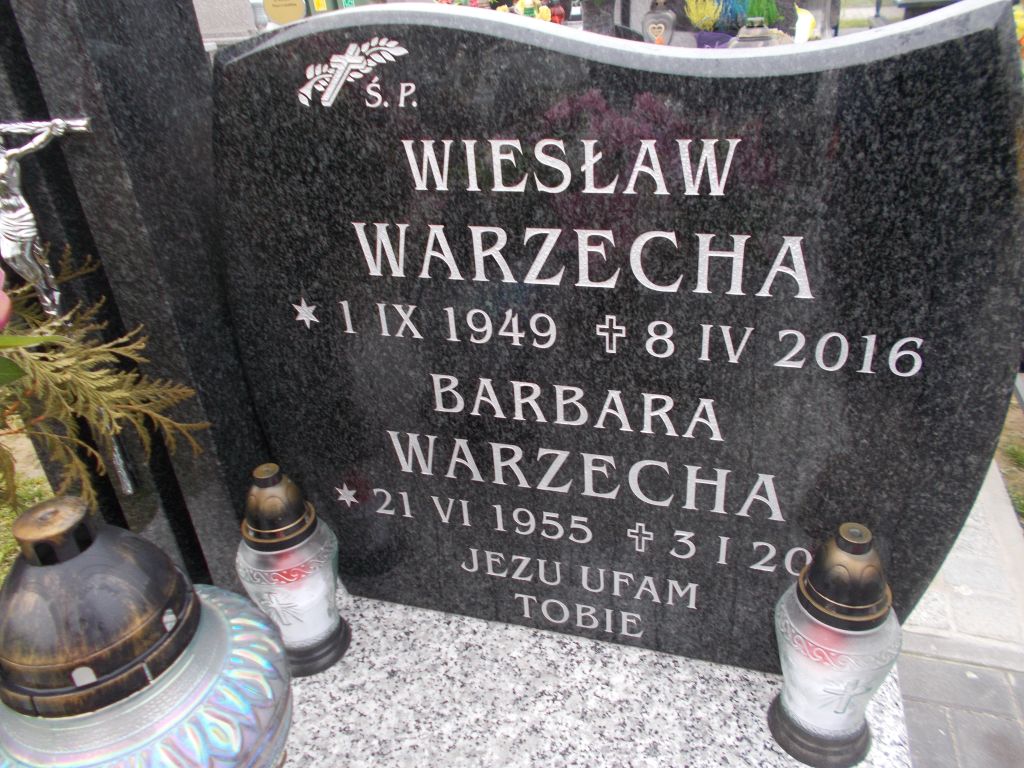 Ś. P.
WIESŁAW
WARZECHA
1 IX 1949 8 IV 2016
BARBARA
WARZECHA
21 VI 1955 3 I
JEZU UFAM
TOBIE